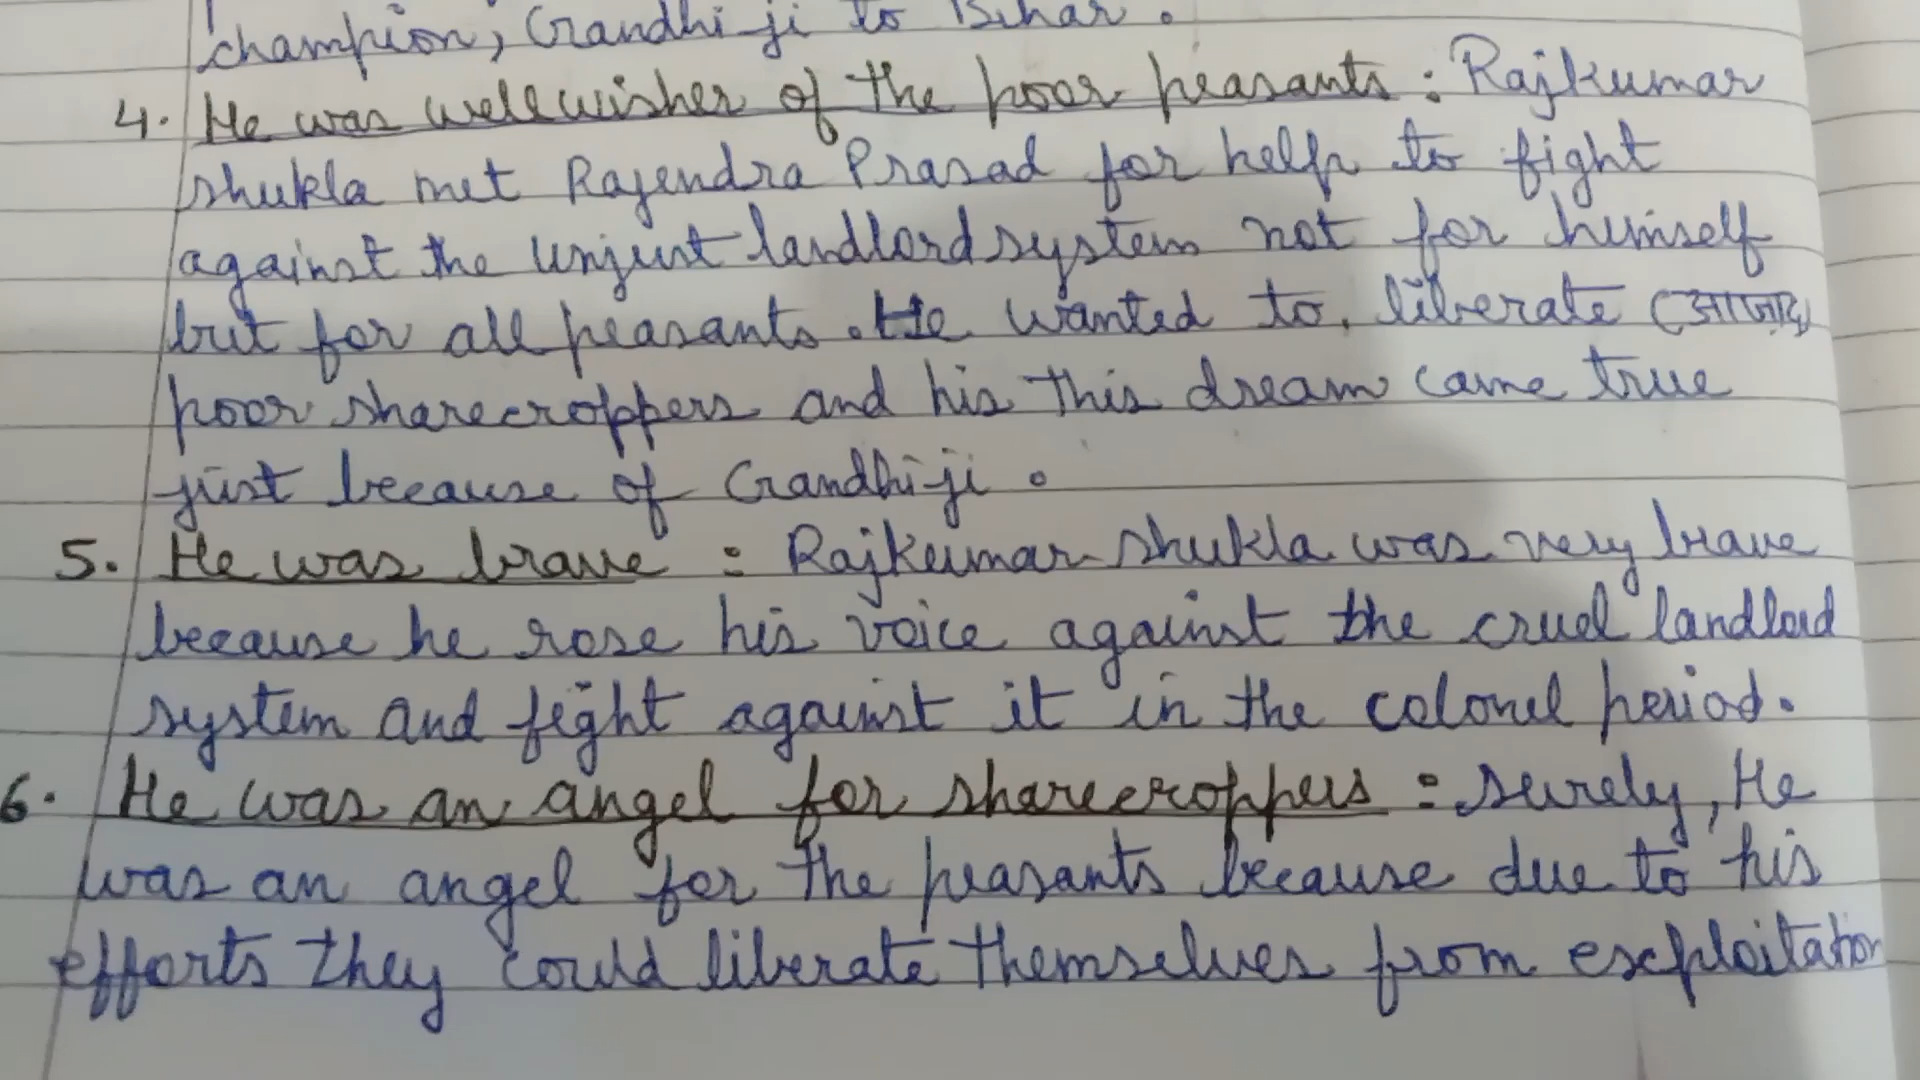 champion, Gandhi ji to Bihar.
4. He was wellwisher of the poor peasants : Rajkumar
shukla met Rajendra Prasad for help to fight
against the unjust landlord system not for himself
but for all peasants. He wanted to liberate (आजाद)
poor sharecroppers and his this dream came true
just because of Gandhiji.
5. He was brave : Rajkumar shukla was very brave
because he rose his voice against the cruel landlord
system and fight against it in the colonel period.
6. He was an angel for sharecroppers : surely, He
was an angel for the peasants because due to his
efforts they could liberate themselves from exploitation